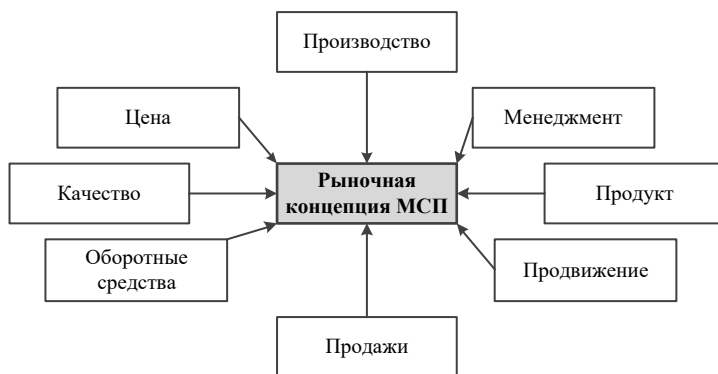 Производство
Цена
Менеджмент
Качество
Рыночная
концепция МСП
Продукт
Оборотные
средства
Продвижение
Продажи